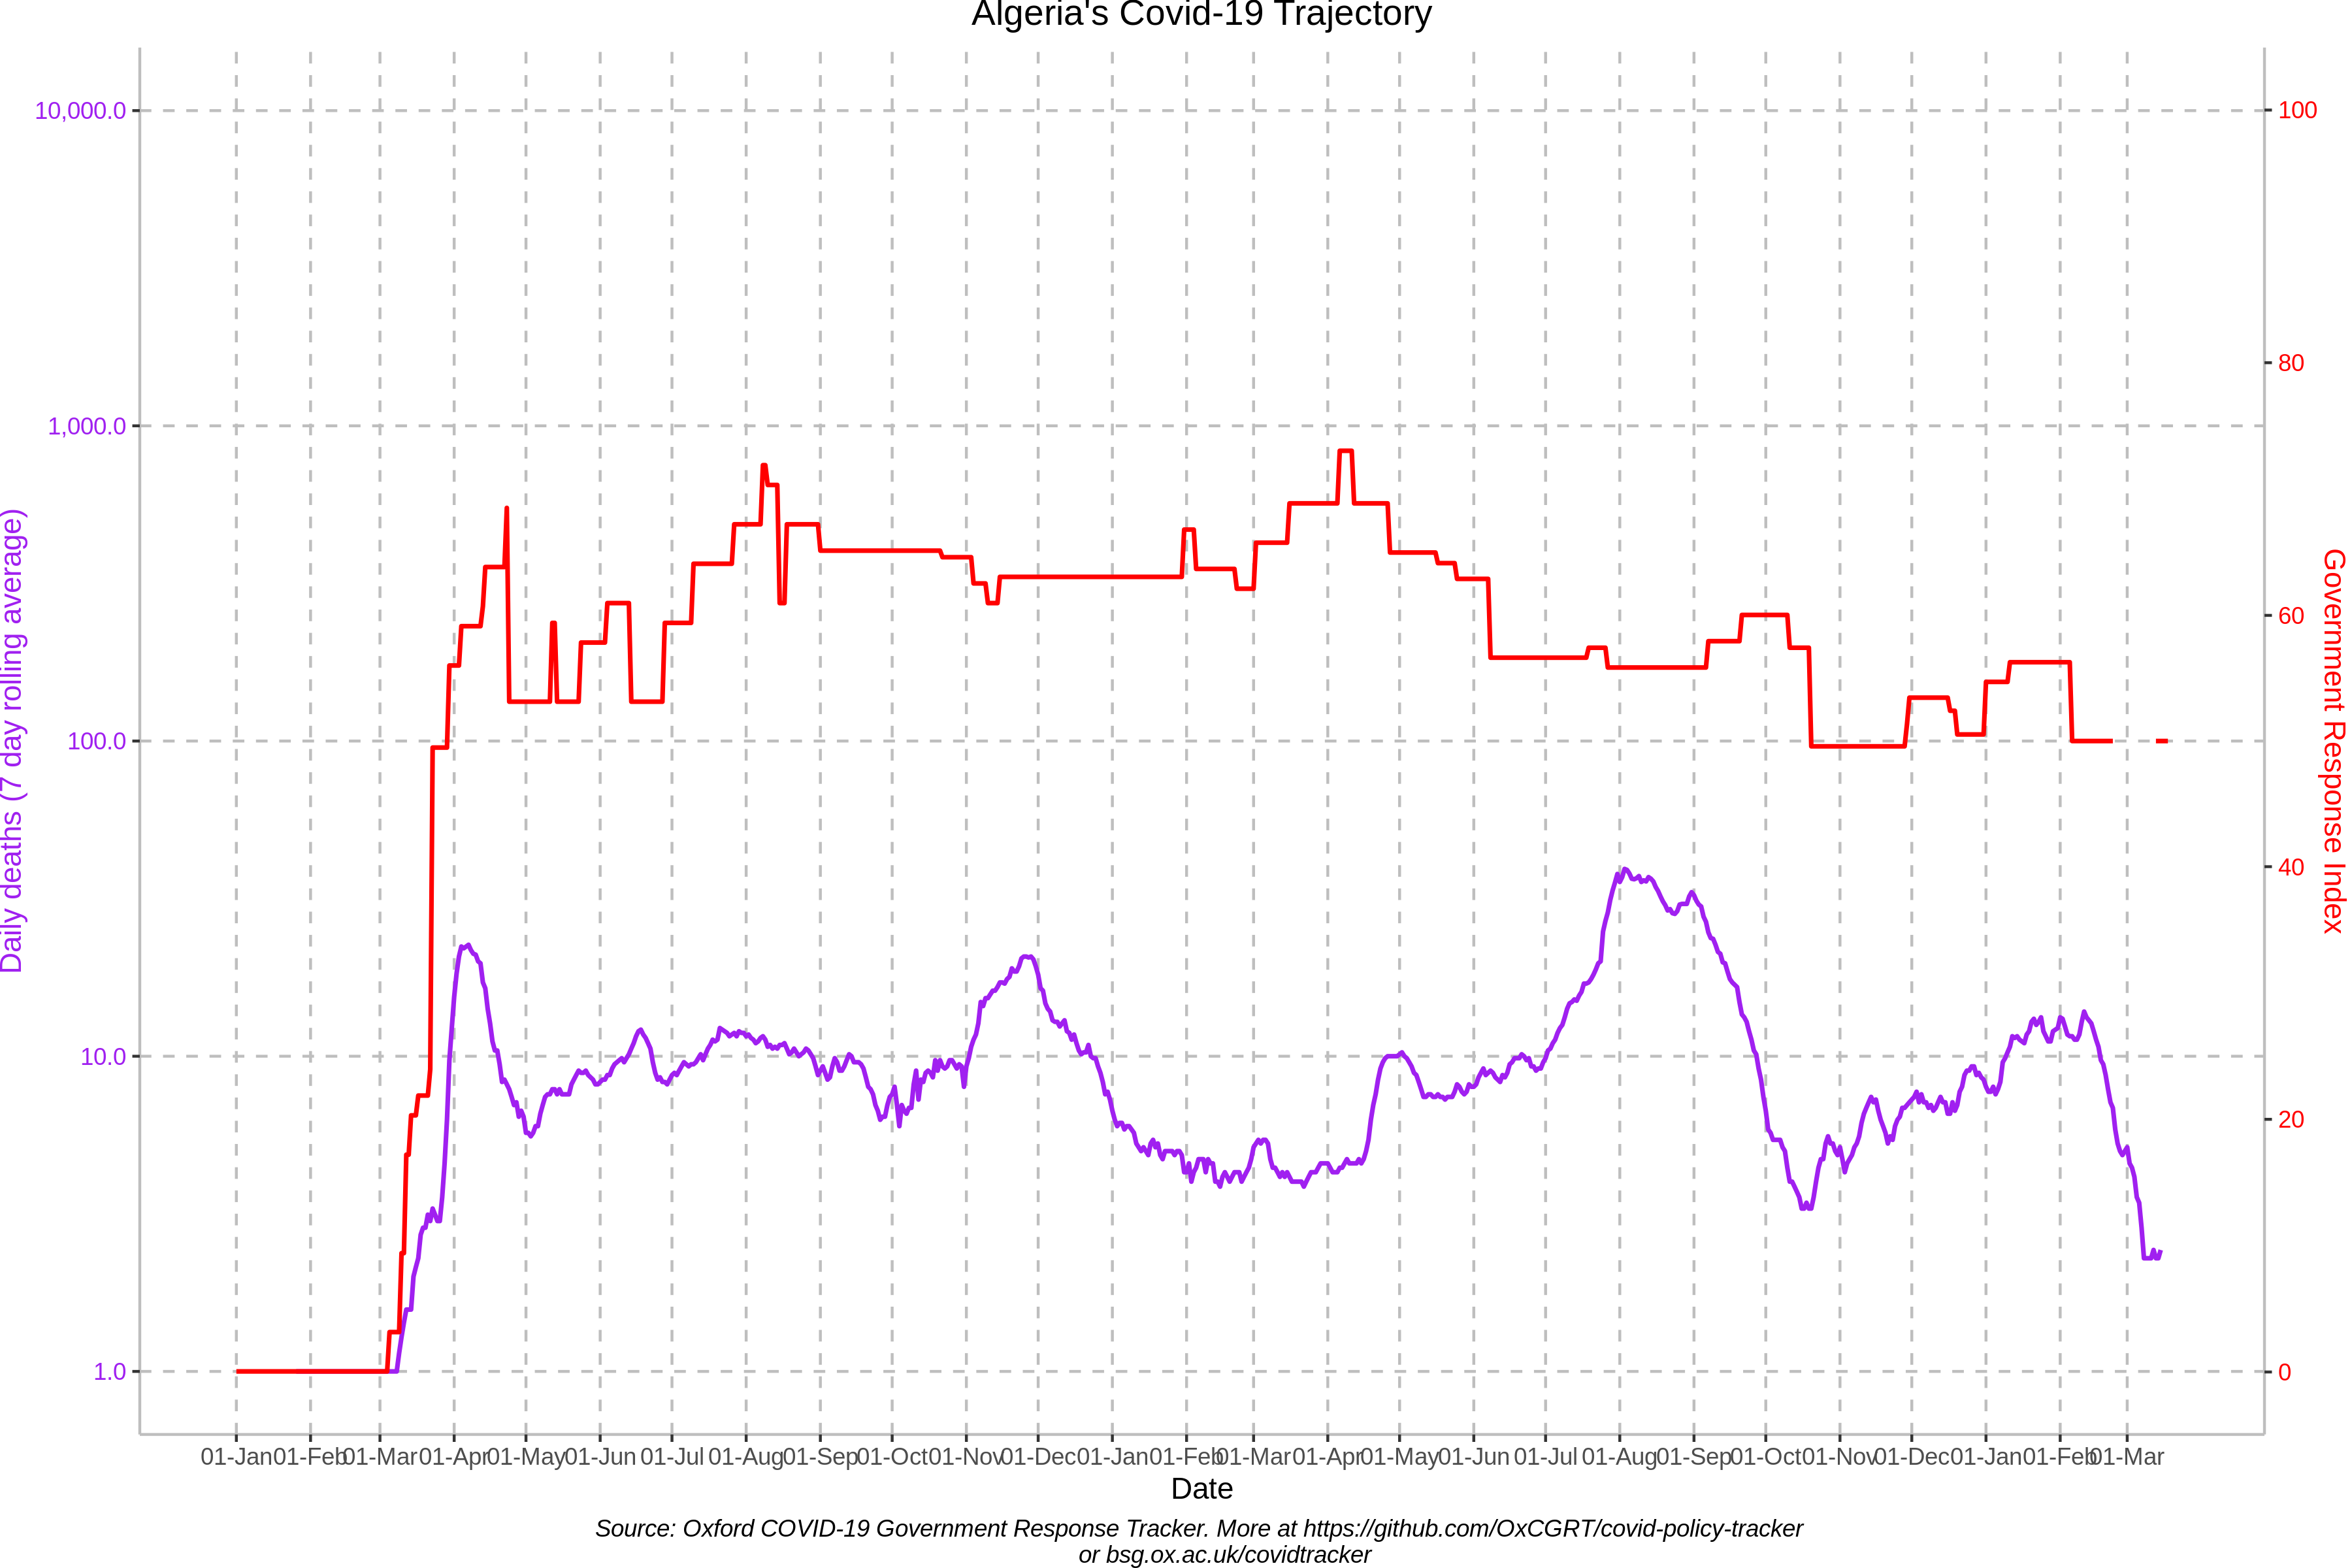 Algeria's Covid-19 Trajectory
10,000.0
1,000.0
100.0
10.0
1.0
Daily deaths (7 day rolling average)
100
80
60
40
20
0
Government Response Index
01-Jan 01-Feb 01-Mar 01-Apr 01-May 01-Jun 01-Jul 01-Aug 01-Sep 01-Oct 01-Nov 01-Dec 01-Jan 01-Feb 01-Mar 01-Apr 01-May 01-Jun 01-Jul 01-Aug 01-Sep 01-Oct 01-Nov 01-Dec 01-Jan 01-Feb 01-Mar
Date
Source: Oxford COVID-19 Government Response Tracker. More at https://github.com/OxCGRT/covid-policy-tracker
or bsg.ox.ac.uk/covidtracker